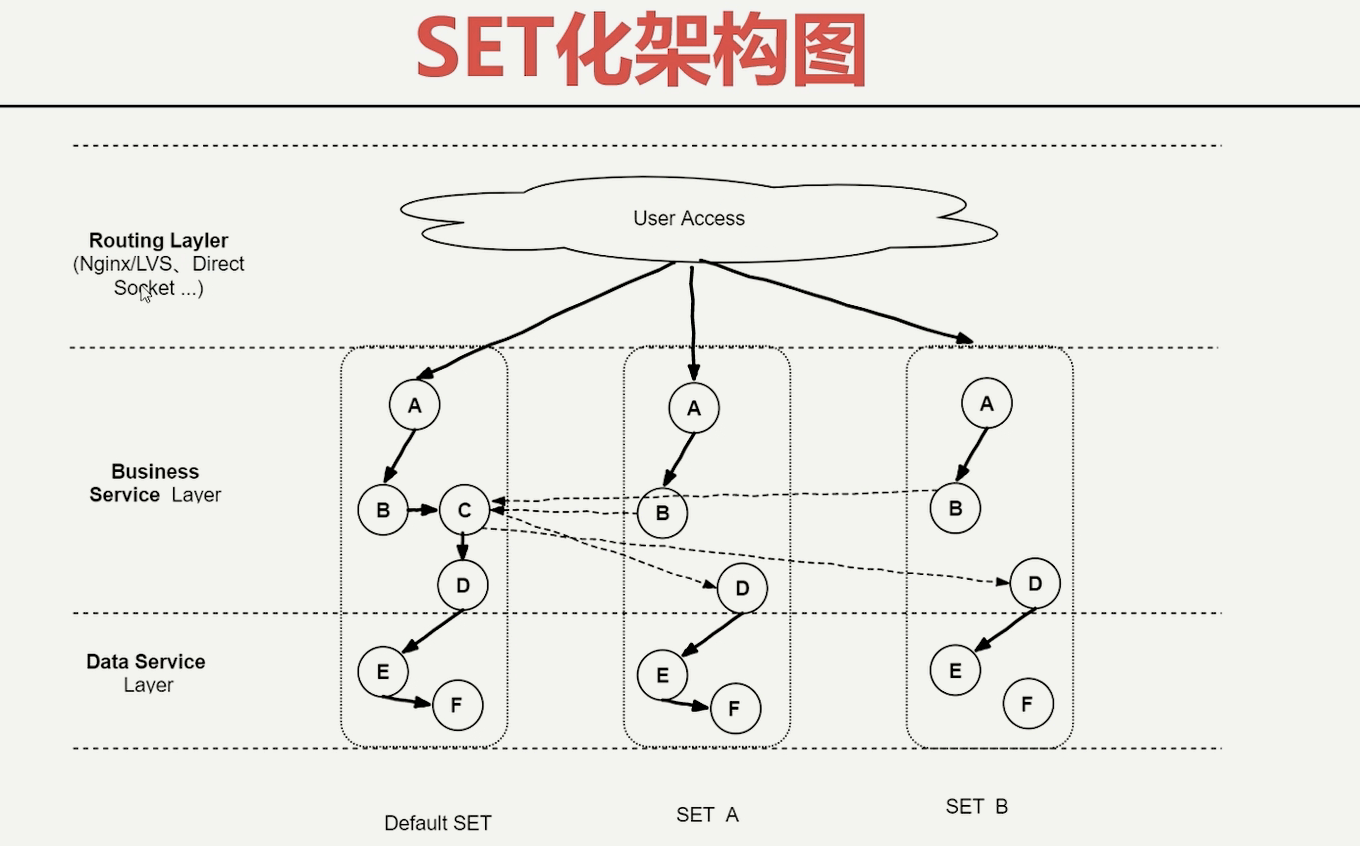 SET化架构图
User Access
Routing Layler
(Nginx/LVS、Direct
Socket ...)
A
A
A
Business
Service Layer
B
C
B
B
D
D
D
Data Service
Layer
E
F
E
F
E
F
Default SET
SET A
SET B